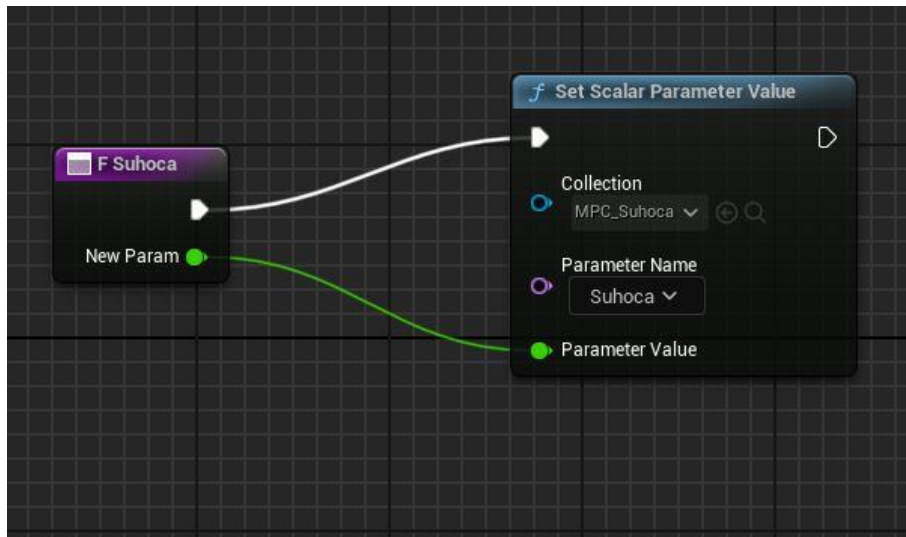 F Suhoca
New Param
f Set Scalar Parameter Value
Collection
MPC_Suhoca
Parameter Name
Suhoca
Parameter Value